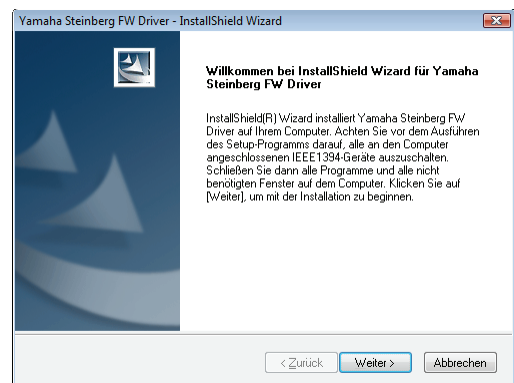 Yamaha Steinberg FW Driver - InstallShield Wizard
Willkommen bei InstallShield Wizard für Yamaha
Steinberg FW Driver
InstallShield(R) Wizard installiert Yamaha Steinberg FW
Driver auf Ihrem Computer. Achten Sie vor dem Ausführen
des Setup-Programms darauf, alle an den Computer
angeschlossenen IEEE1394-Geräte auszuschalten.
Schließen Sie dann alle Programme und alle nicht
benötigten Fenster auf dem Computer. Klicken Sie auf
[Weiter], um mit der Installation zu beginnen.
< Zurück Weiter > Abbrechen